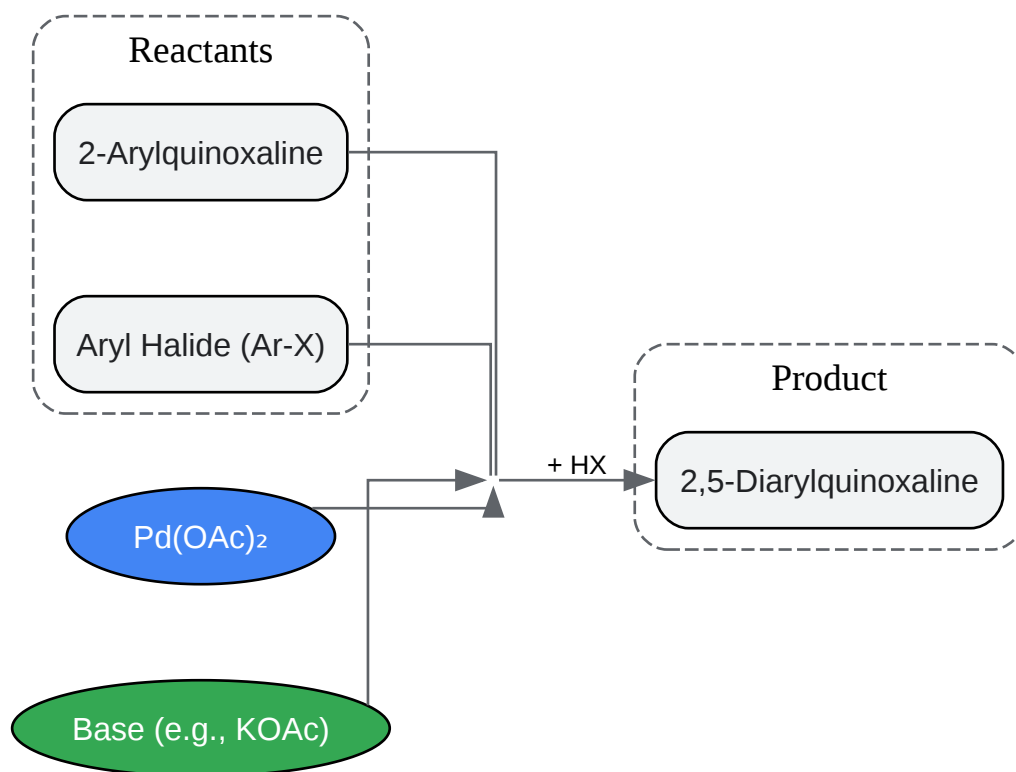 Reactants
2-Arylquinoxaline
Aryl Halide (Ar-X)
Product
+ HX
2,5-Diarylquinoxaline
Pd(OAc)₂
Base (e.g., KOAc)